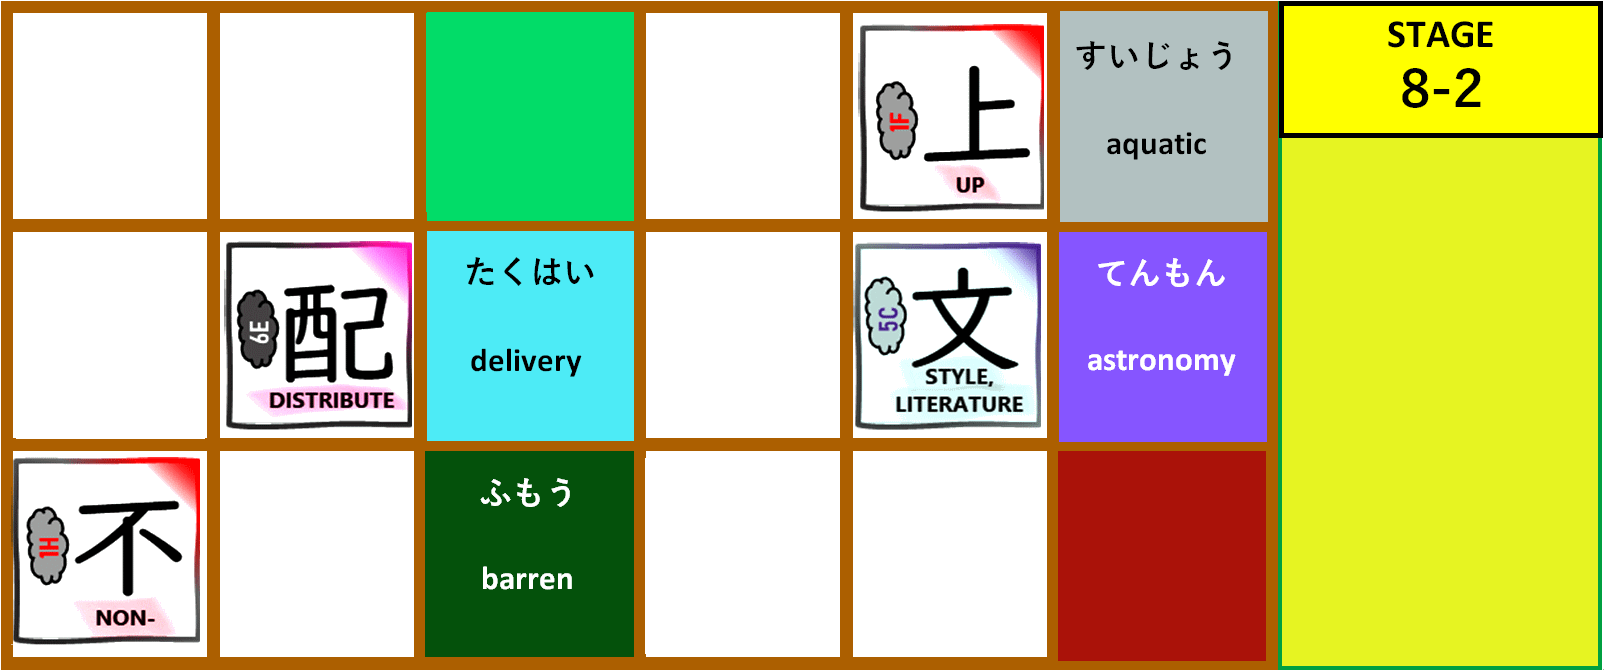 1F
上
UP
すいじょう
aquatic
STAGE
8-2
6E
配
DISTRIBUTE
たくはい
delivery
5C
文
STYLE,
LITERATURE
てんもん
astronomy
1H
不
NON-
ふもう
barren